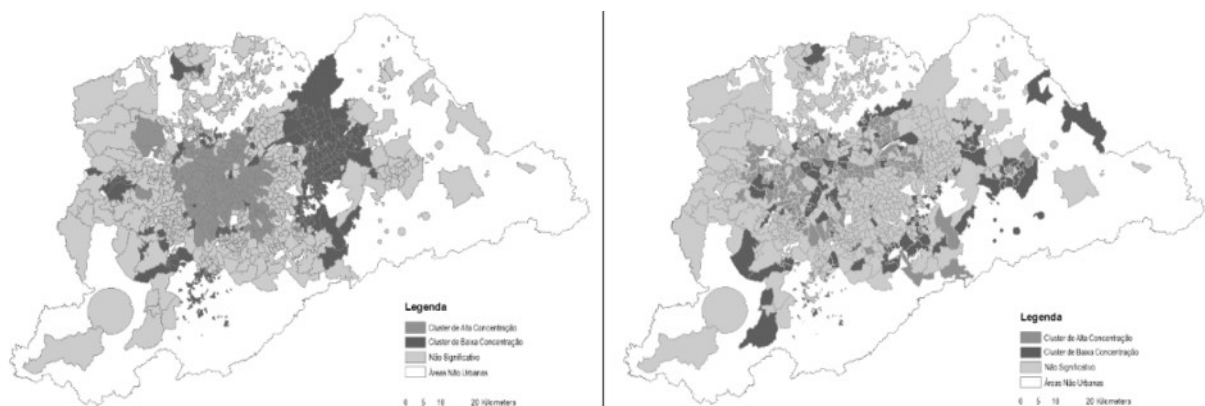 Legenda
Cluster de Alta Concentração
Cluster de Baixa Concentração
Não Significativo
Áreas Não Urbanas
0 5 10 20 Kilometers
Legenda
Cluster de Alta Concentração
Cluster de Baixa Concentração
Não Significativo
Áreas Não Urbanas
0 5 10 20 Kilometers